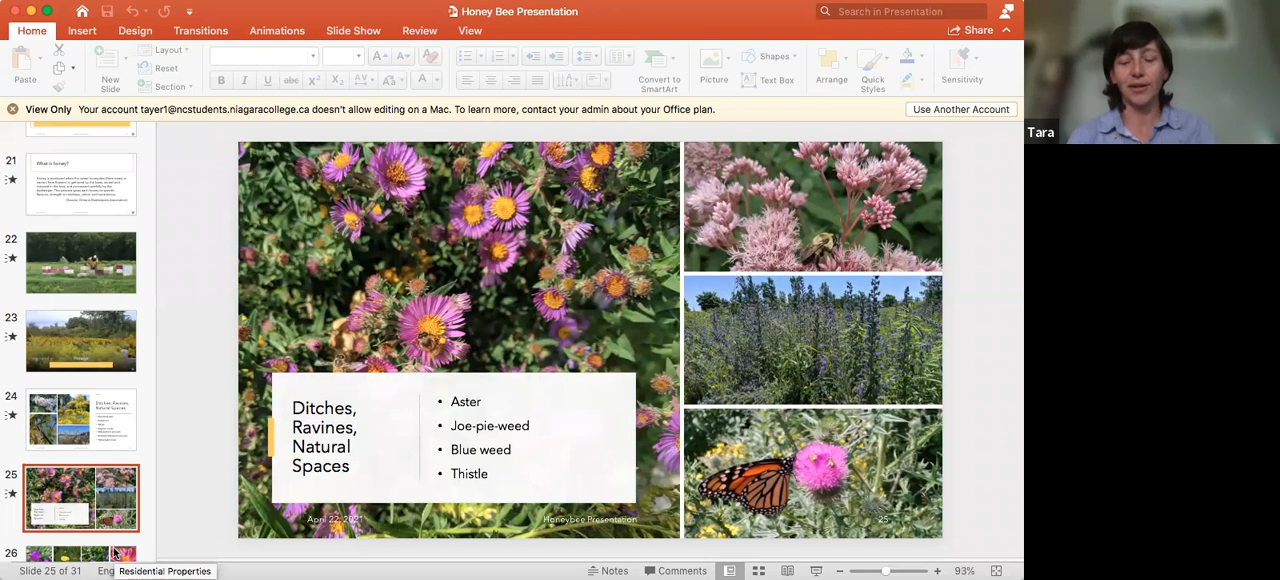 Honey Bee Presentation
Search in Presentation
Home Insert Design Transitions Animations Slide Show Review View Share
Paste
New Slide
Layout
Reset
Section
Convert to SmartArt
Picture
Shapes
Text Box
Arrange
Quick Styles
Sensitivity
View Only Your account tayer1@ncstudents.niagaracollege.ca doesn't allow editing on a Mac. To learn more, contact your admin about your Office plan. Use Another Account
Tara
21
What is honey?
22
23
24
Ditches, Ravines,
Natural Spaces
25
26
Ditches,
Ravines,
Natural
Spaces
Aster
Joe-pie-weed
Blue weed
Thistle
April 22, 2021 Honeybee Presentation 25
Slide 25 of 31 Eng
Residential Properties
Notes Comments 93%